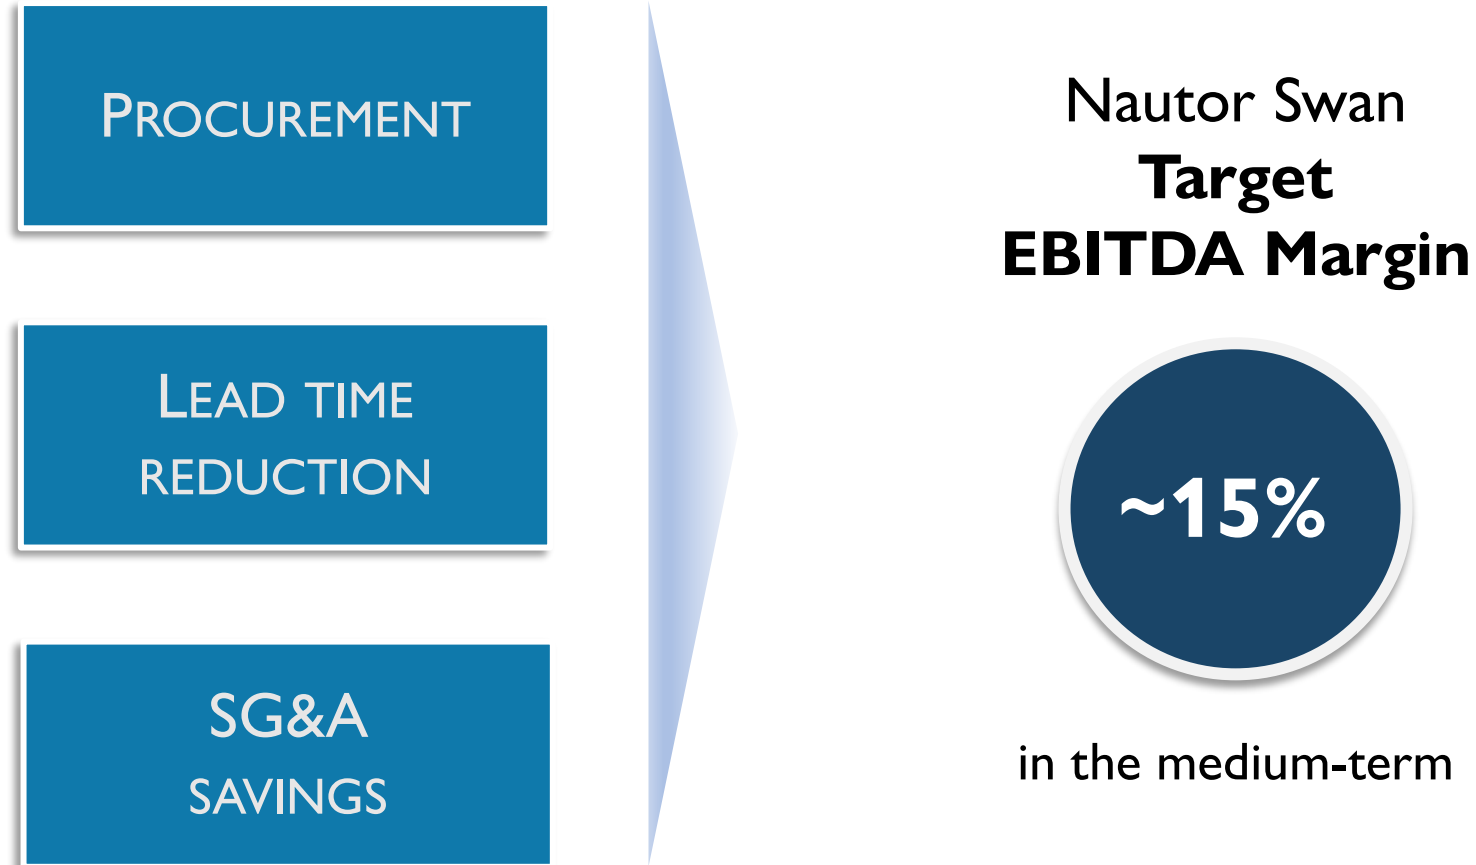 PROCUREMENT
LEAD TIME
REDUCTION
SG&A
SAVINGS
Nautor Swan
Target
EBITDA Margin
~15%
in the medium-term